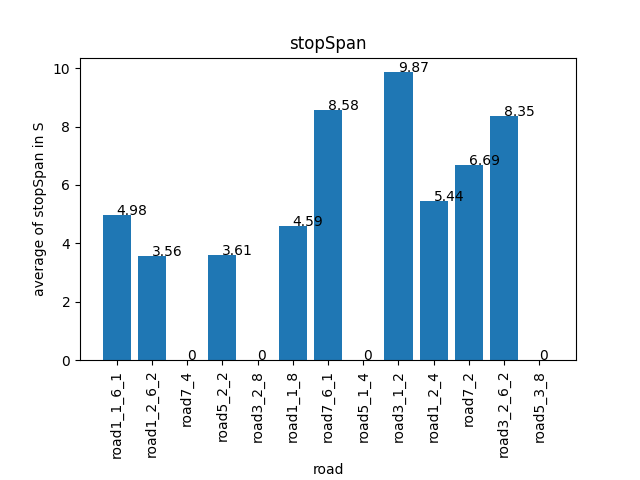 stopSpan
average of stopSpan in S
10
8
6
4
2
0
4.98
3.56
0
3.61
0
4.59
8.58
0
9.87
5.44
6.69
8.35
0
road1_1_6_1
road1_2_6_2
road7_4
road5_2_2
road3_2_8
road1_1_8
road7_6_1
road5_1_4
road3_1_2
road1_2_4
road7_2
road3_2_6_2
road5_3_8
road